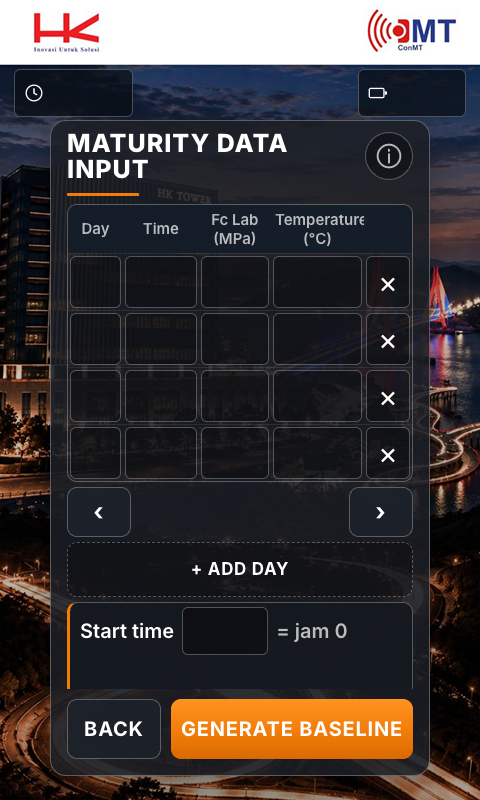 HK
Inovasi Untuk Solusi
MT
ConMT
MATURITY DATA
INPUT
HK TOWER
Day
Time
Fc Lab
(MPa)
Temperature
(°C)
×
×
×
×
‹
›
+ ADD DAY
Start time
= jam 0
BACK
GENERATE BASELINE